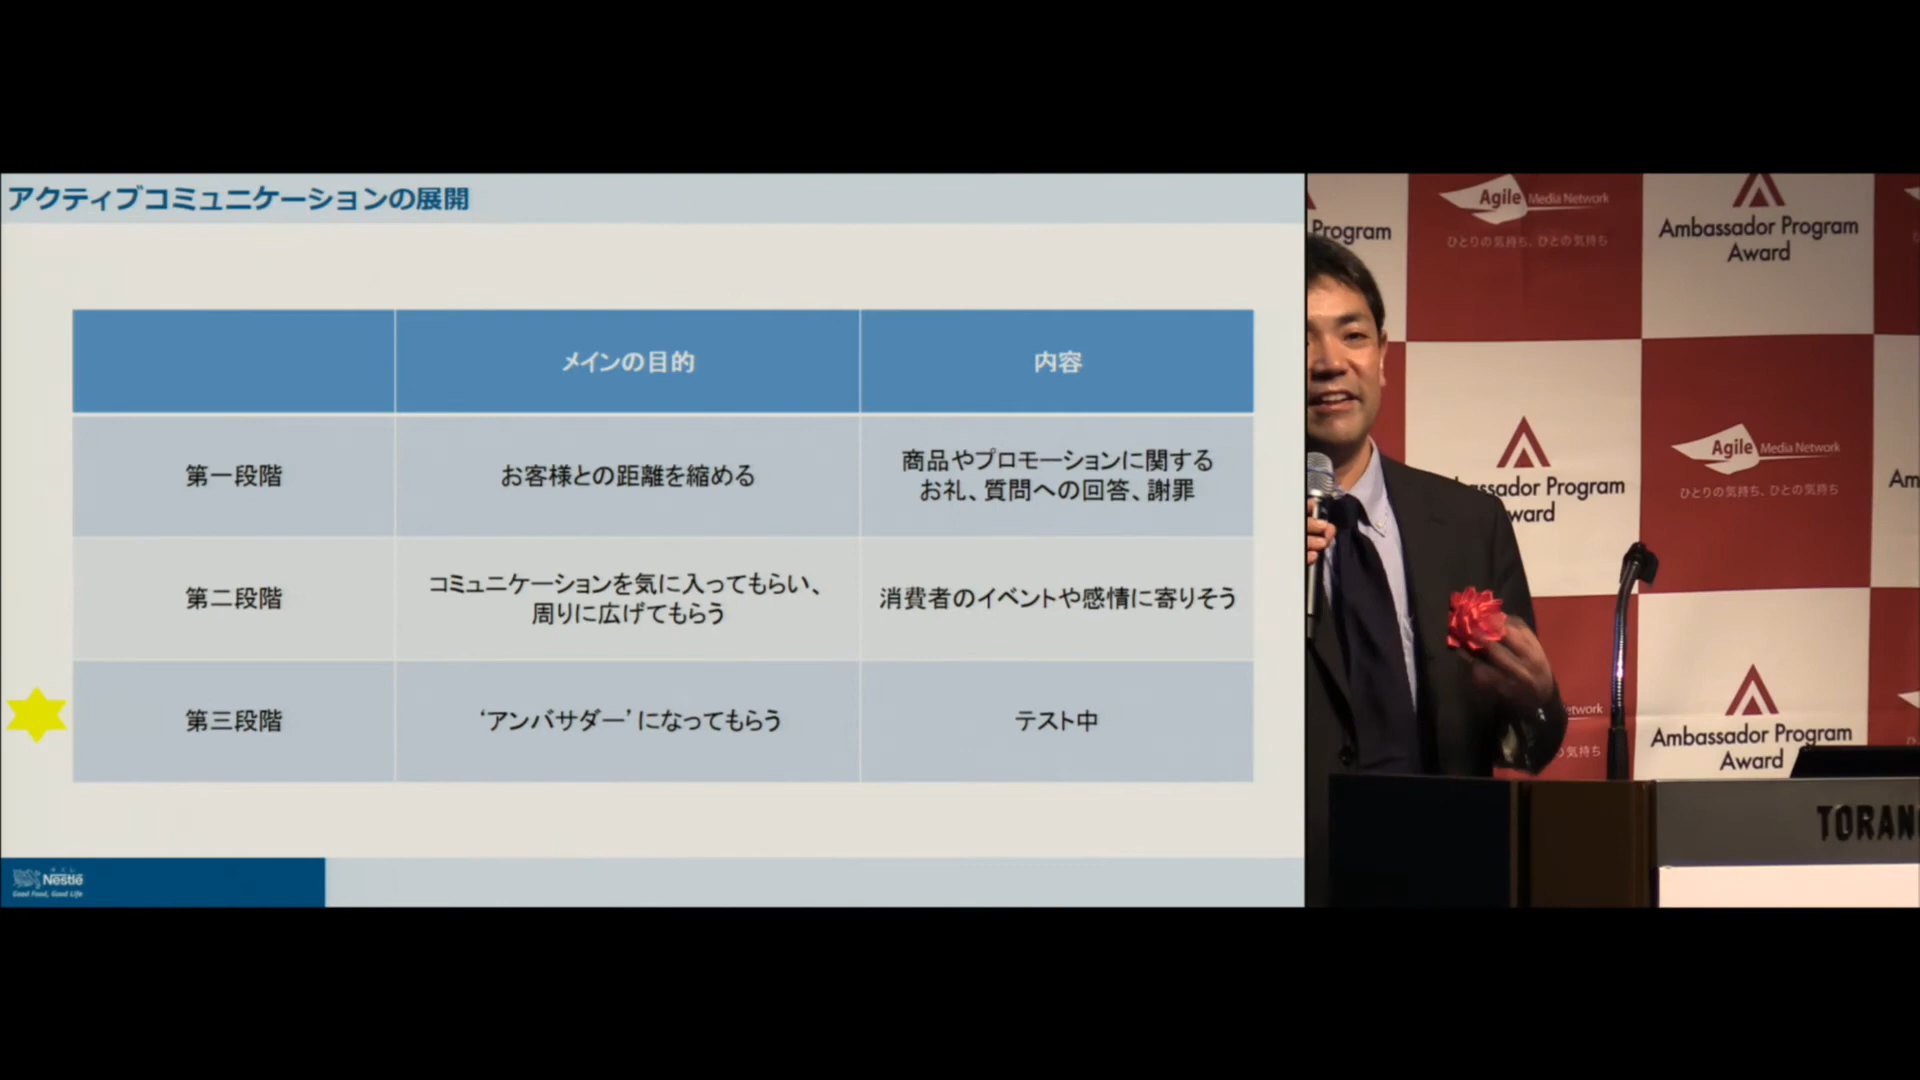 アクティブコミュニケーションの展開
メインの目的
内容
第一段階
お客様との距離を縮める
商品やプロモーションに関する
お礼、質問への回答、謝罪
第二段階
コミュニケーションを気に入ってもらい、
周りに広げてもらう
消費者のイベントや感情に寄りそう
第三段階
‘アンバサダー’ になってもらう
テスト中
Nestlé
Good Food, Good Life
Program
Agile Media Network
ひとりの気持ち、ひとの気持ち
Ambassador Program
Award
ssador Program
ward
Agile Media Network
ひとりの気持ち、ひとの気持ち
Am
etwork
の気持ち
Ambassador Program
Award
TORAN